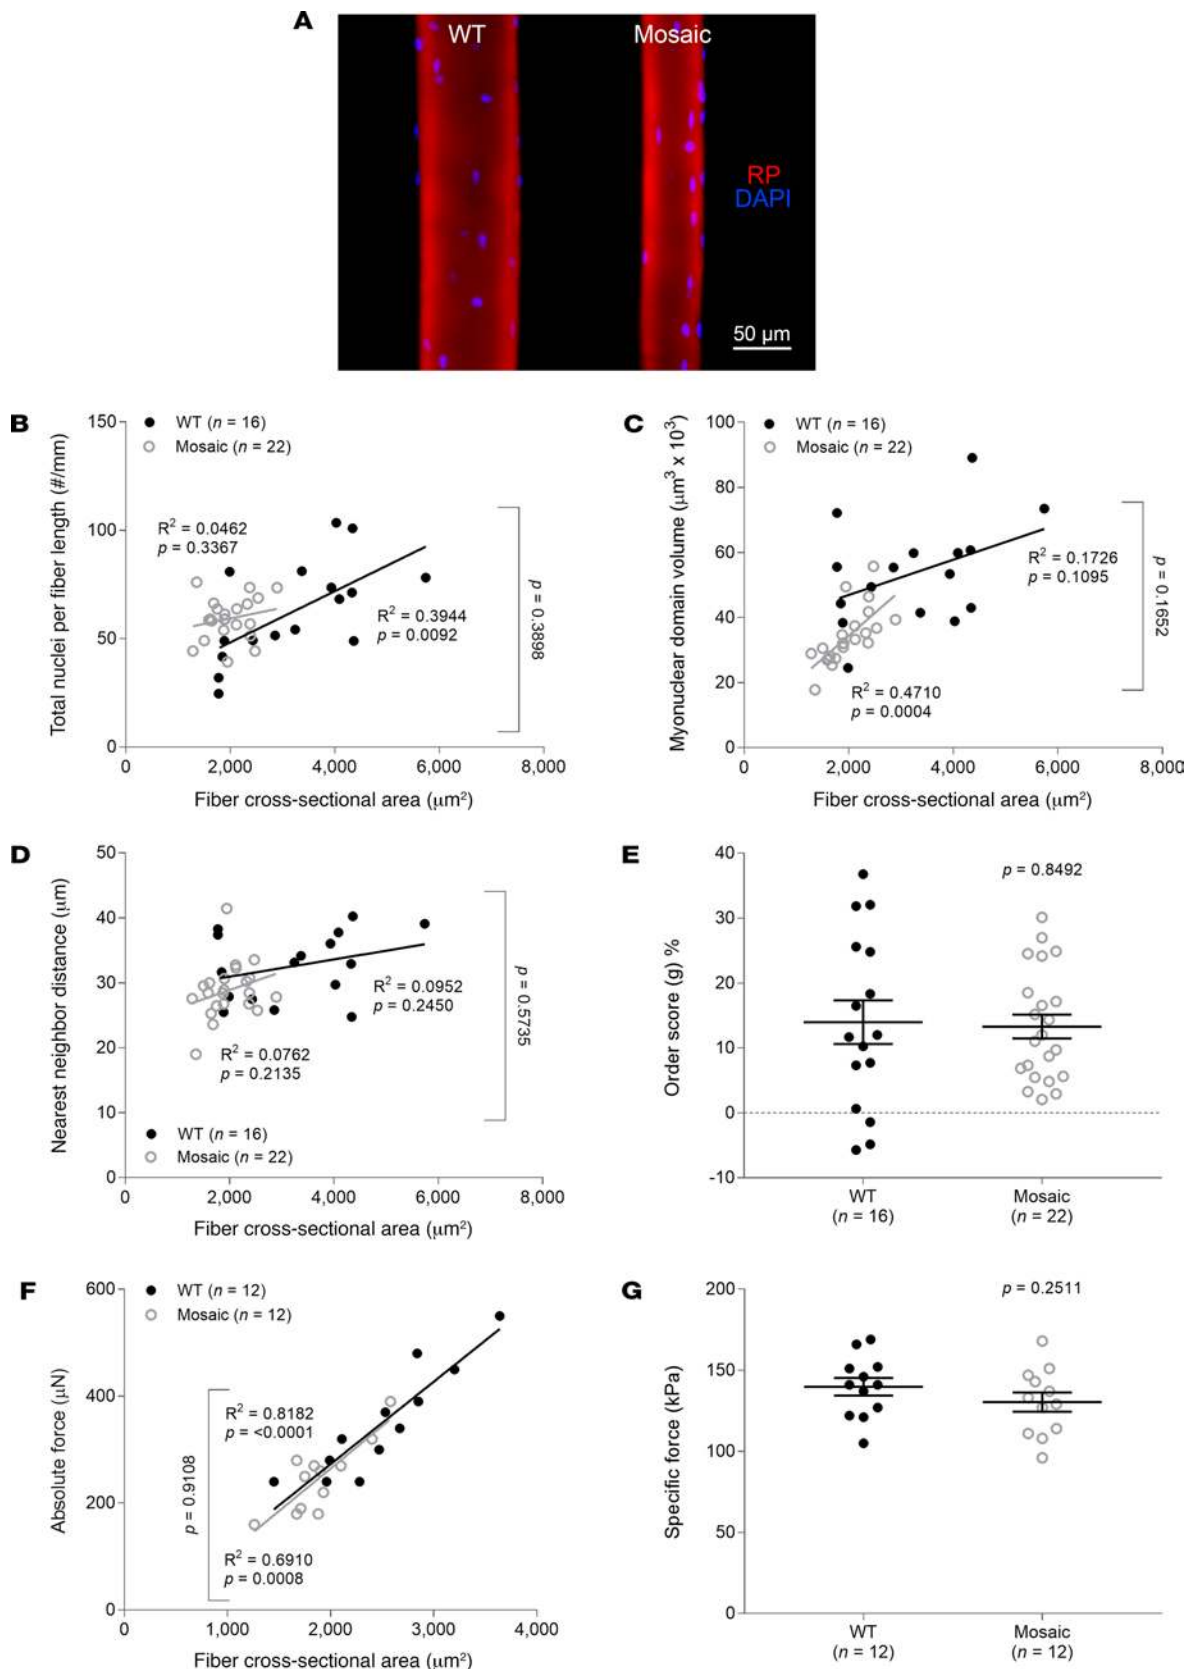 A
WT
Mosaic
RP
DAPI
50 µm
B
WT (n = 16)
Mosaic (n = 22)
150
100
50
0
Total nuclei per fiber length (#/mm)
R² = 0.0462
p = 0.3367
R² = 0.3944
p = 0.0092
p = 0.3898
0
2,000
4,000
6,000
8,000
Fiber cross-sectional area (µm²)
C
WT (n = 16)
Mosaic (n = 22)
100
80
60
40
20
0
Myonuclear domain volume (µm³ x 10³)
R² = 0.1726
p = 0.1095
R² = 0.4710
p = 0.0004
p = 0.1652
0
2,000
4,000
6,000
8,000
Fiber cross-sectional area (µm²)
D
50
40
30
20
10
0
Nearest neighbor distance (µm)
R² = 0.0952
p = 0.2450
R² = 0.0762
p = 0.2135
p = 0.5735
WT (n = 16)
Mosaic (n = 22)
0
2,000
4,000
6,000
8,000
Fiber cross-sectional area (µm²)
E
40
30
20
10
0
-10
Order score (g) %
p = 0.8492
WT
(n = 16)
Mosaic
(n = 22)
F
WT (n = 12)
Mosaic (n = 12)
600
400
200
0
Absolute force (µN)
R² = 0.8182
p = <0.0001
p = 0.9108
R² = 0.6910
p = 0.0008
0
1,000
2,000
3,000
4,000
Fiber cross-sectional area (µm²)
G
200
150
100
50
0
Specific force (kPa)
p = 0.2511
WT
(n = 12)
Mosaic
(n = 12)